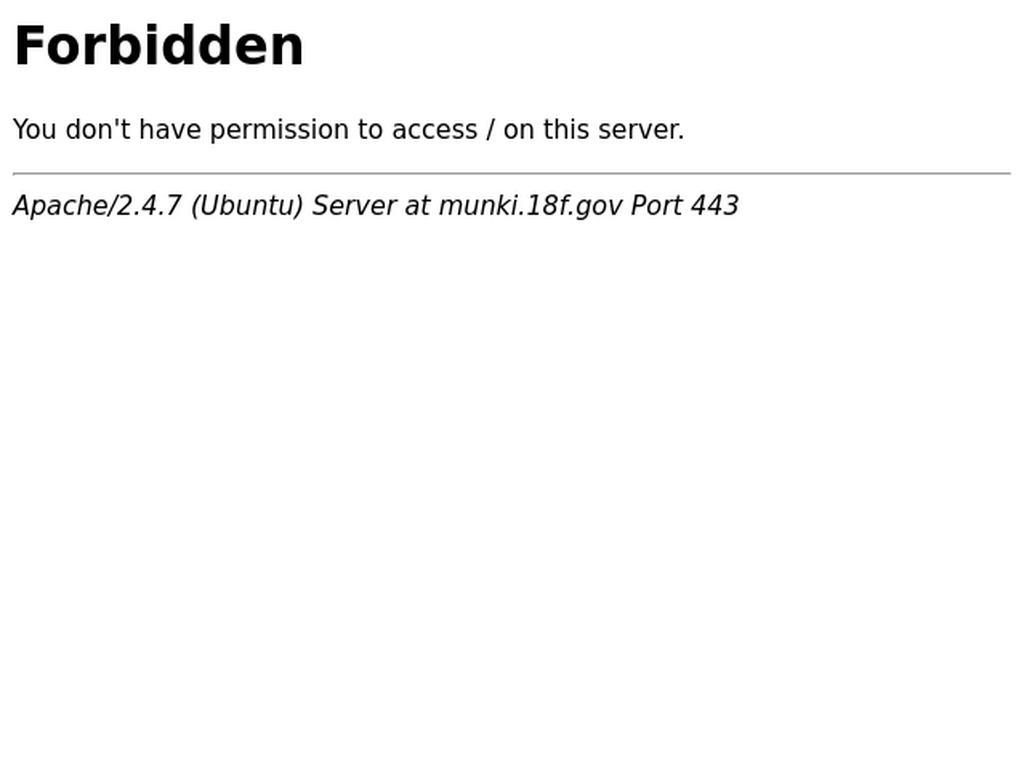 Forbidden
You don't have permission to access / on this server.
Apache/2.4.7 (Ubuntu) Server at munki.18f.gov Port 443